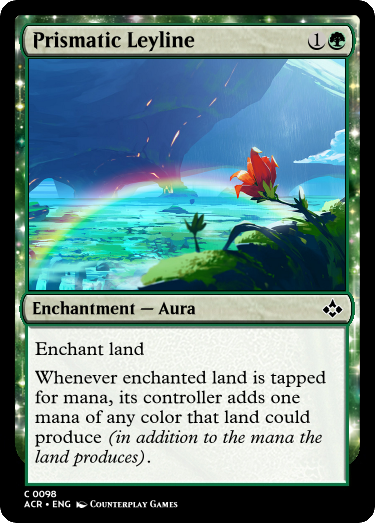 Prismatic Leyline 1
Enchantment — Aura
Enchant land
Whenever enchanted land is tapped
for mana, its controller adds one
mana of any color that land could
produce (in addition to the mana the
land produces).
C 0098
ACR • ENG Counterplay Games